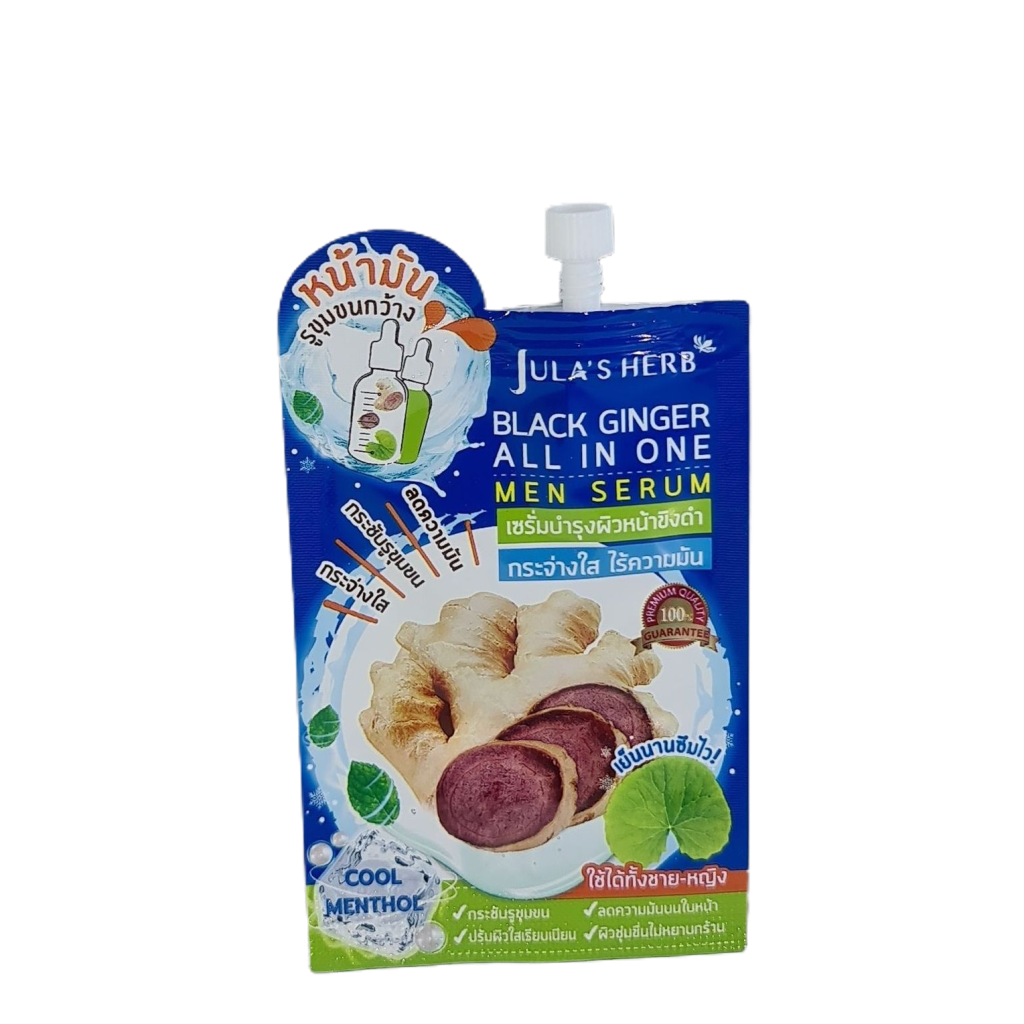 หน้ามัน
รูขุมขนกว้าง
JULA'S HERB
BLACK GINGER
ALL IN ONE
MEN SERUM
เซรั่มบำรุงผิวหน้าขิงดำ
กระจ่างใส ไร้ความมัน
ลดความมัน
กระชับรูขุมขน
กระจ่างใส
PREMIUM QUALITY
100%
GUARANTEE
เย็นนานซึมไว!
COOL
MENTHOL
ใช้ได้ทั้งชาย-หญิง
✓กระชับรูขุมขน ✓ลดความมันบนใบหน้า
✓ปรับผิวใสเรียบเนียน ✓ผิวชุ่มชื่นไม่หยาบกร้าน